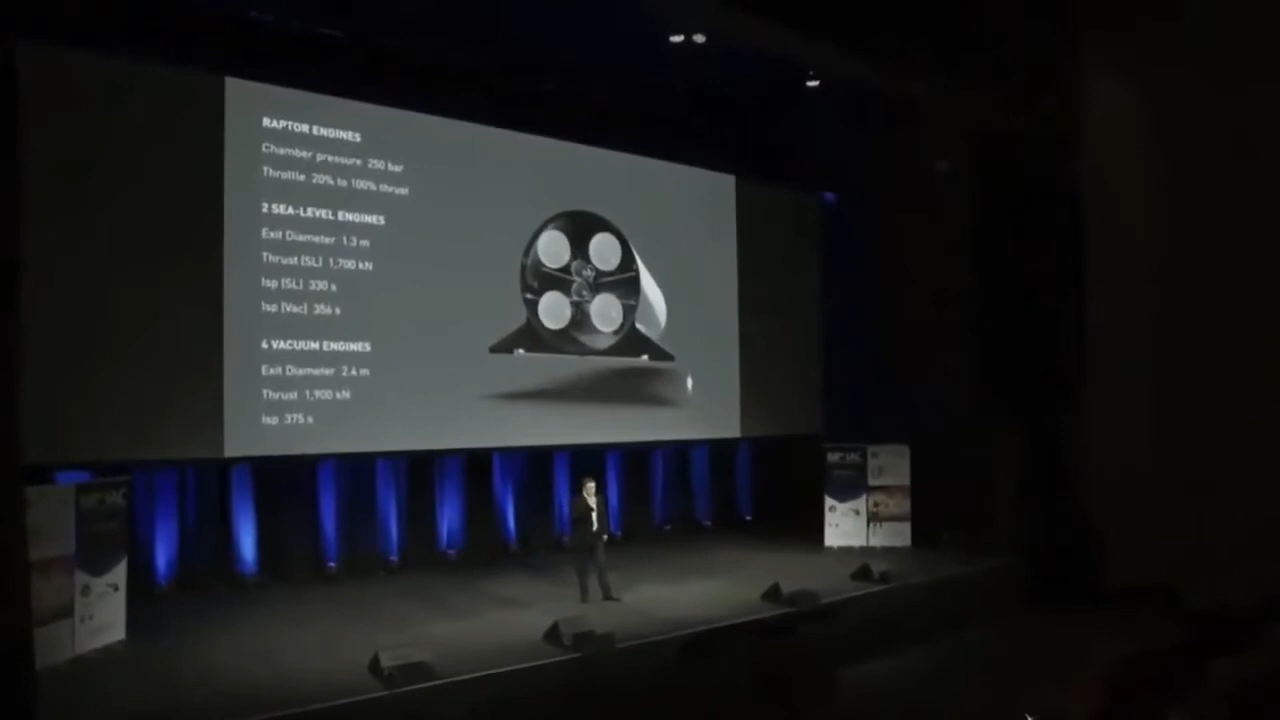 RAPTOR ENGINES
Chamber pressure 250 bar
Throttle 20% to 100% thrust
2 SEA-LEVEL ENGINES
Exit Diameter 1.3 m
Thrust (SL) 1,700 kN
Isp (SL) 330 s
Isp (Vac) 356 s
4 VACUUM ENGINES
Exit Diameter 2.4 m
Thrust 1,900 kN
Isp 375 s